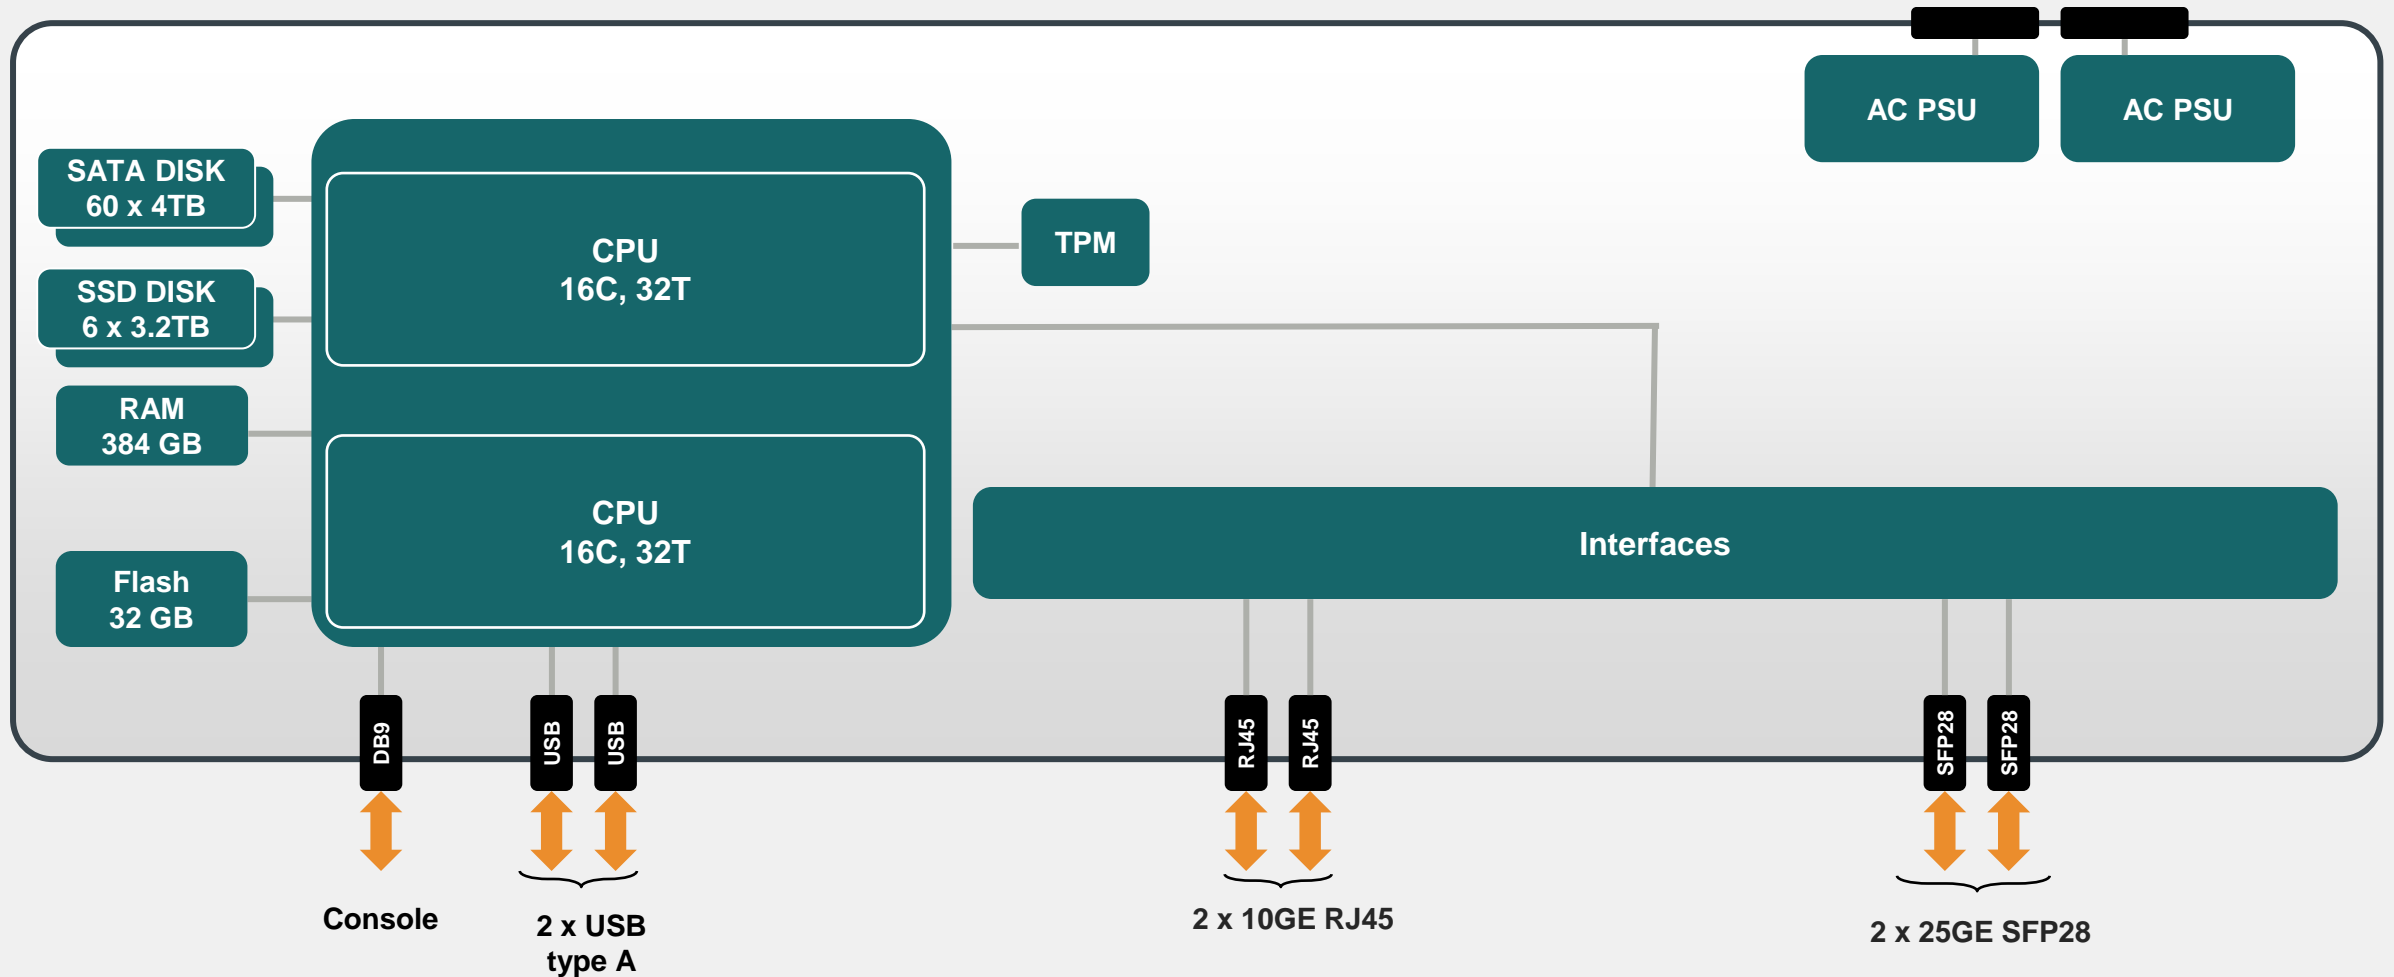 AC PSU
AC PSU
SATA DISK
60 x 4TB
SSD DISK
6 x 3.2TB
RAM
384 GB
Flash
32 GB
CPU
16C, 32T
CPU
16C, 32T
TPM
Interfaces
DB9
USB
USB
RJ45
RJ45
SFP28
SFP28
Console
2 x USB
type A
2 x 10GE RJ45
2 x 25GE SFP28